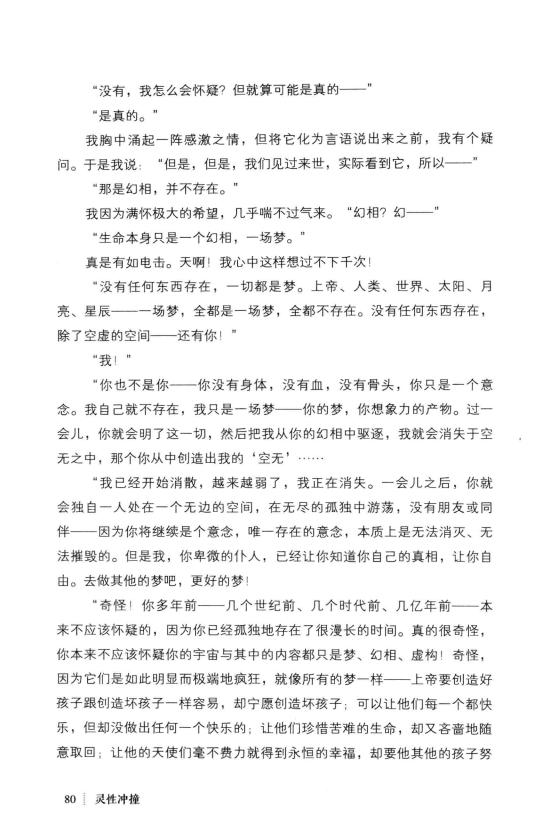 “没有，我怎么会怀疑？但就算可能是真的——”
“是真的。”
我胸中涌起一阵感激之情，但将它化为言语说出来之前，我有个疑
问。于是我说：“但是，但是，我们见过来世，实际看到它，所以——”
“那是幻相，并不存在。”
我因为满怀极大的希望，几乎喘不过气来。“幻相？幻——”
“生命本身只是一个幻相，一场梦。”
真是有如电击。天啊！我心中这样想过不下千次！
“没有任何东西存在，一切都是梦。上帝、人类、世界、太阳、月
亮、星辰——一场梦，全都是一场梦，全都不存在。没有任何东西存在，
除了空虚的空间——还有你！”
“我！”
“你也不是你——你没有身体，没有血，没有骨头，你只是一个意
念。我自己就不存在，我只是一场梦——你的梦，你想象力的产物。过一
会儿，你就会明了这一切，然后把我从你的幻相中驱逐，我就会消失于空
无之中，那个你从中创造出我的‘空无’……
“我已经开始消散，越来越弱了，我正在消失。一会儿之后，你就
会独自一人处在一个无边的空间，在无尽的孤独中游荡，没有朋友或同
伴——因为你将继续是个意念，唯一存在的意念，本质上是无法消灭、无
法摧毁的。但是我，你卑微的仆人，已经让你知道你自己的真相，让你自
由。去做其他的梦吧，更好的梦！
“奇怪！你多年前——几个世纪前、几个时代前、几亿年前——本
来不应该怀疑的，因为你已经孤独地存在了很漫长的时间。真的很奇怪，
你本来不应该怀疑你的宇宙与其中的内容都只是梦、幻相、虚构！奇怪，
因为它们是如此明显而极端地疯狂，就像所有的梦一样——上帝要创造好
孩子跟创造坏孩子一样容易，却宁愿创造坏孩子；可以让他们每一个都快
乐，但却没做出任何一个快乐的；让他们珍惜苦难的生命，却又吝啬地随
意取回；让他的天使们毫不费力就得到永恒的幸福，却要他其他的孩子努
80 灵性冲撞